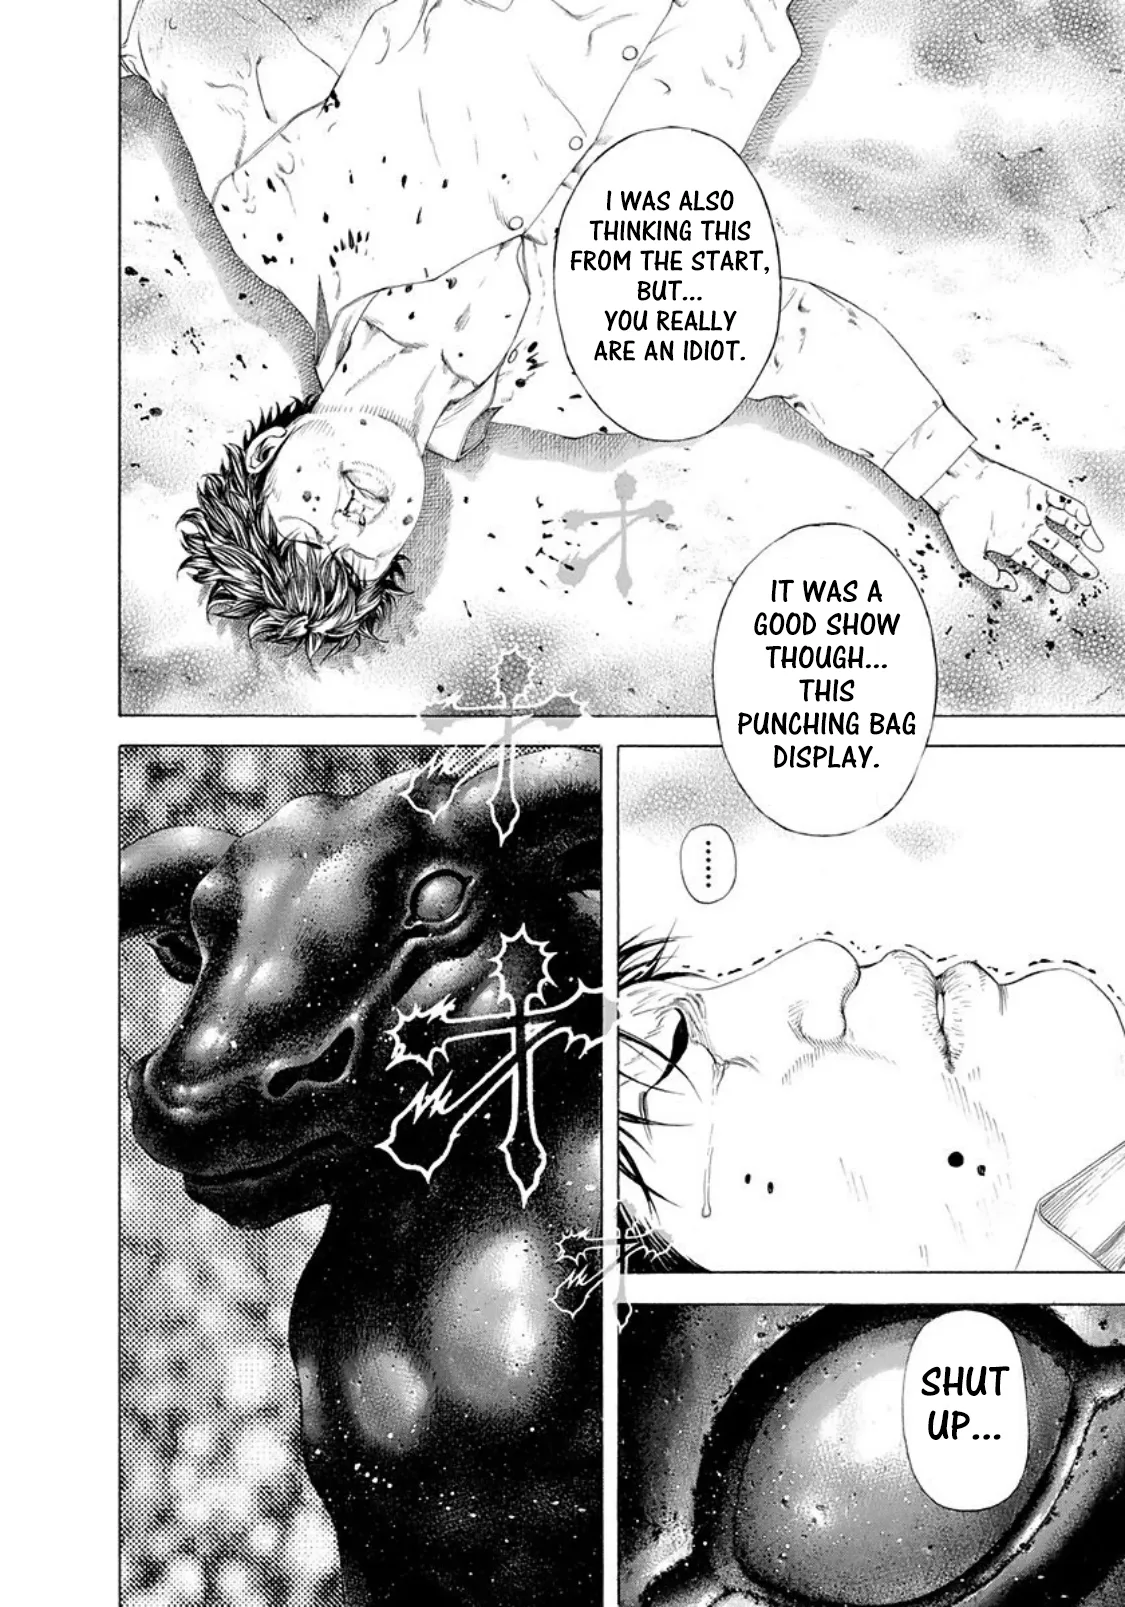 I WAS ALSO
THINKING THIS
FROM THE START,
BUT...
YOU REALLY
ARE AN IDIOT.
IT WAS A
GOOD SHOW
THOUGH...
THIS
PUNCHING BAG
DISPLAY.
........
SHUT
UP...